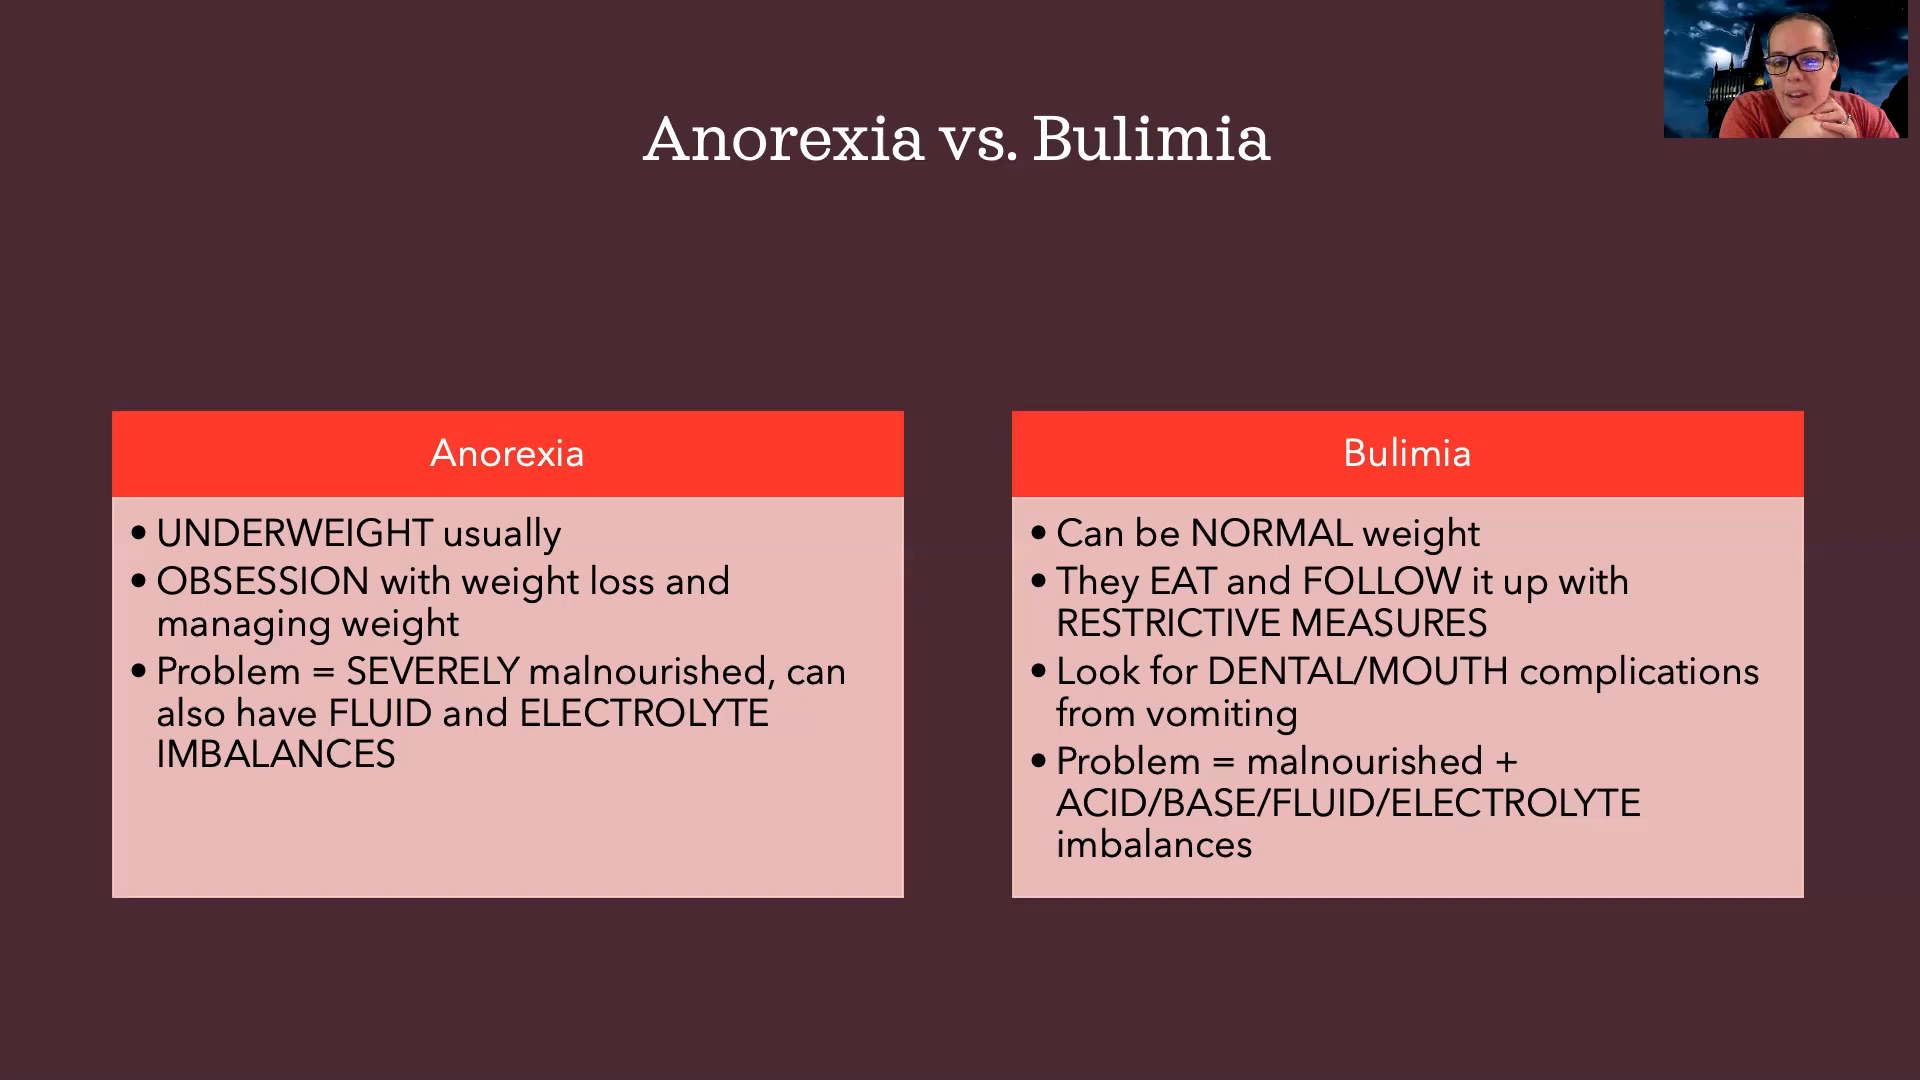 Anorexia vs. Bulimia
Anorexia
• UNDERWEIGHT usually
• OBSESSION with weight loss and
managing weight
• Problem = SEVERELY malnourished, can
also have FLUID and ELECTROLYTE
IMBALANCES
Bulimia
• Can be NORMAL weight
• They EAT and FOLLOW it up with
RESTRICTIVE MEASURES
• Look for DENTAL/MOUTH complications
from vomiting
• Problem = malnourished +
ACID/BASE/FLUID/ELECTROLYTE
imbalances